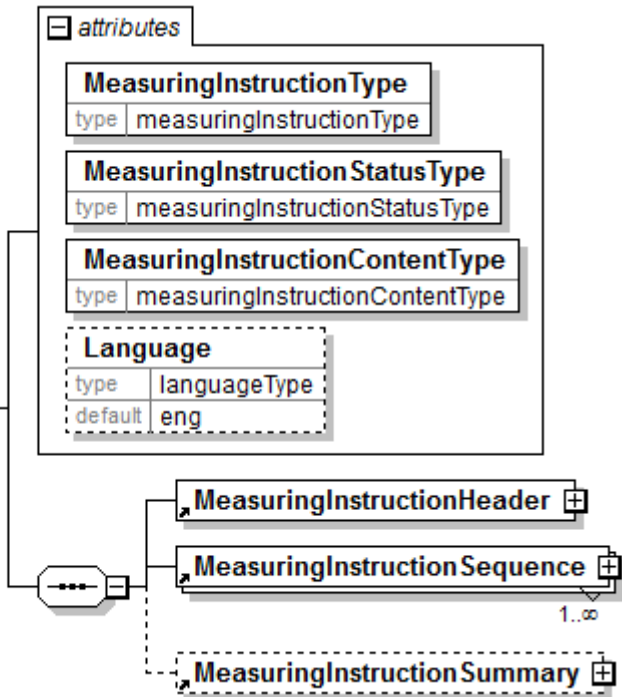 attributes
MeasuringInstructionType
type measuringInstructionType
MeasuringInstructionStatusType
type measuringInstructionStatusType
MeasuringInstructionContentType
type measuringInstructionContentType
Language
type languageType
default eng
MeasuringInstructionHeader
MeasuringInstructionSequence
1..∞
MeasuringInstructionSummary